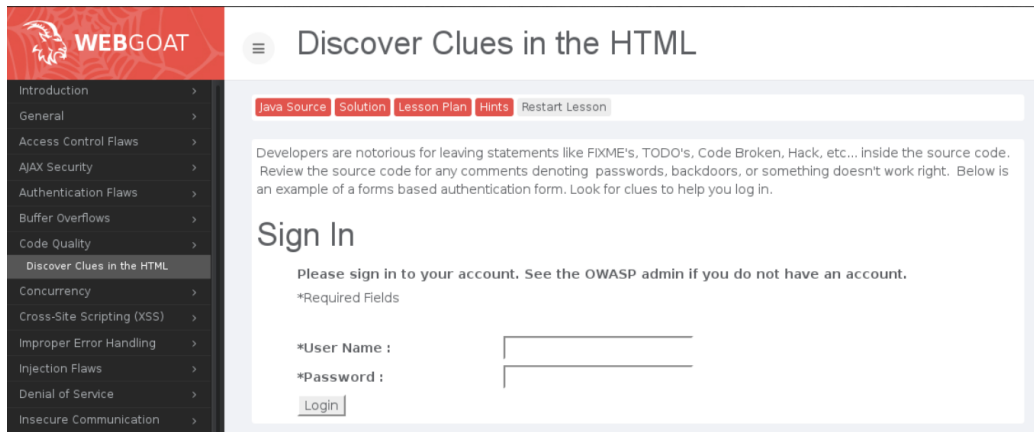 WEBGOAT
Discover Clues in the HTML
Introduction
General
Access Control Flaws
AJAX Security
Authentication Flaws
Buffer Overflows
Code Quality
Discover Clues in the HTML
Concurrency
Cross-Site Scripting (XSS)
Improper Error Handling
Injection Flaws
Denial of Service
Insecure Communication
Java Source Solution Lesson Plan Hints Restart Lesson
Developers are notorious for leaving statements like FIXME's, TODO's, Code Broken, Hack, etc... inside the source code.
Review the source code for any comments denoting passwords, backdoors, or something doesn't work right. Below is
an example of a forms based authentication form. Look for clues to help you log in.
Sign In
Please sign in to your account. See the OWASP admin if you do not have an account.
*Required Fields
*User Name :
*Password :
Login